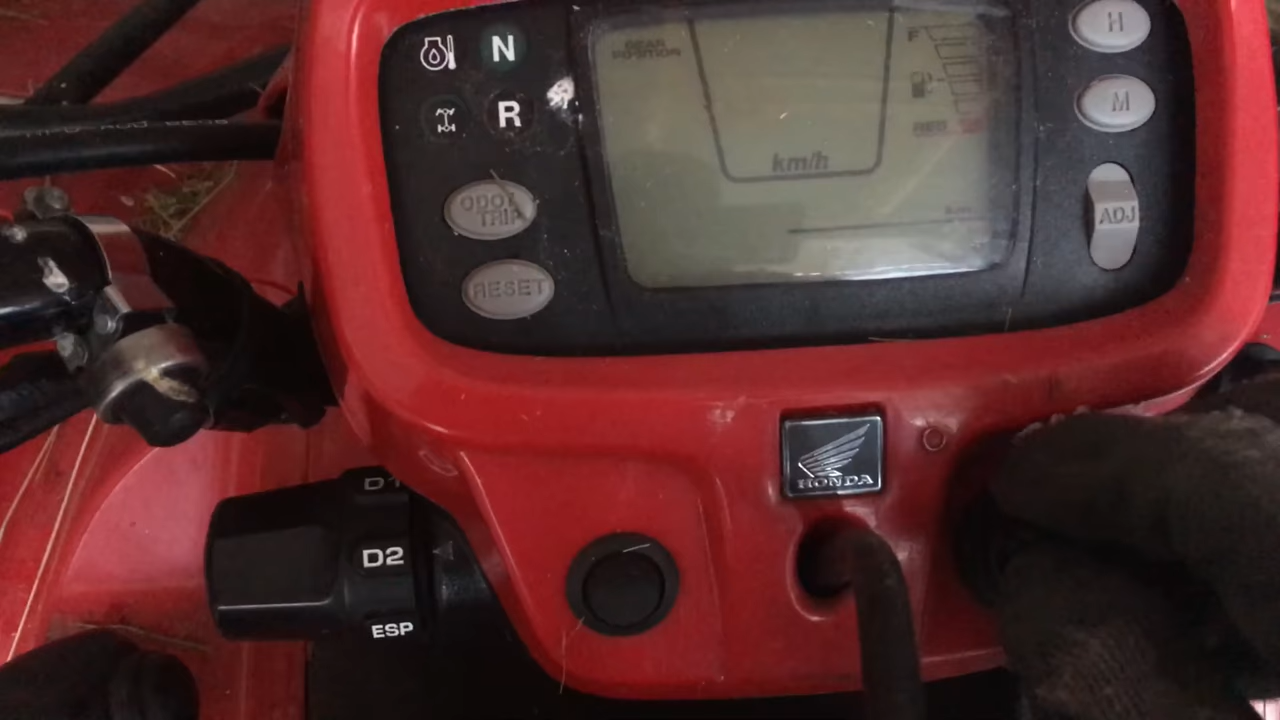 N
R
ODO/
TRIP
RESET
GEAR
POSITION
F
km/h
H
M
ADJ
HONDA
D1
D2
ESP